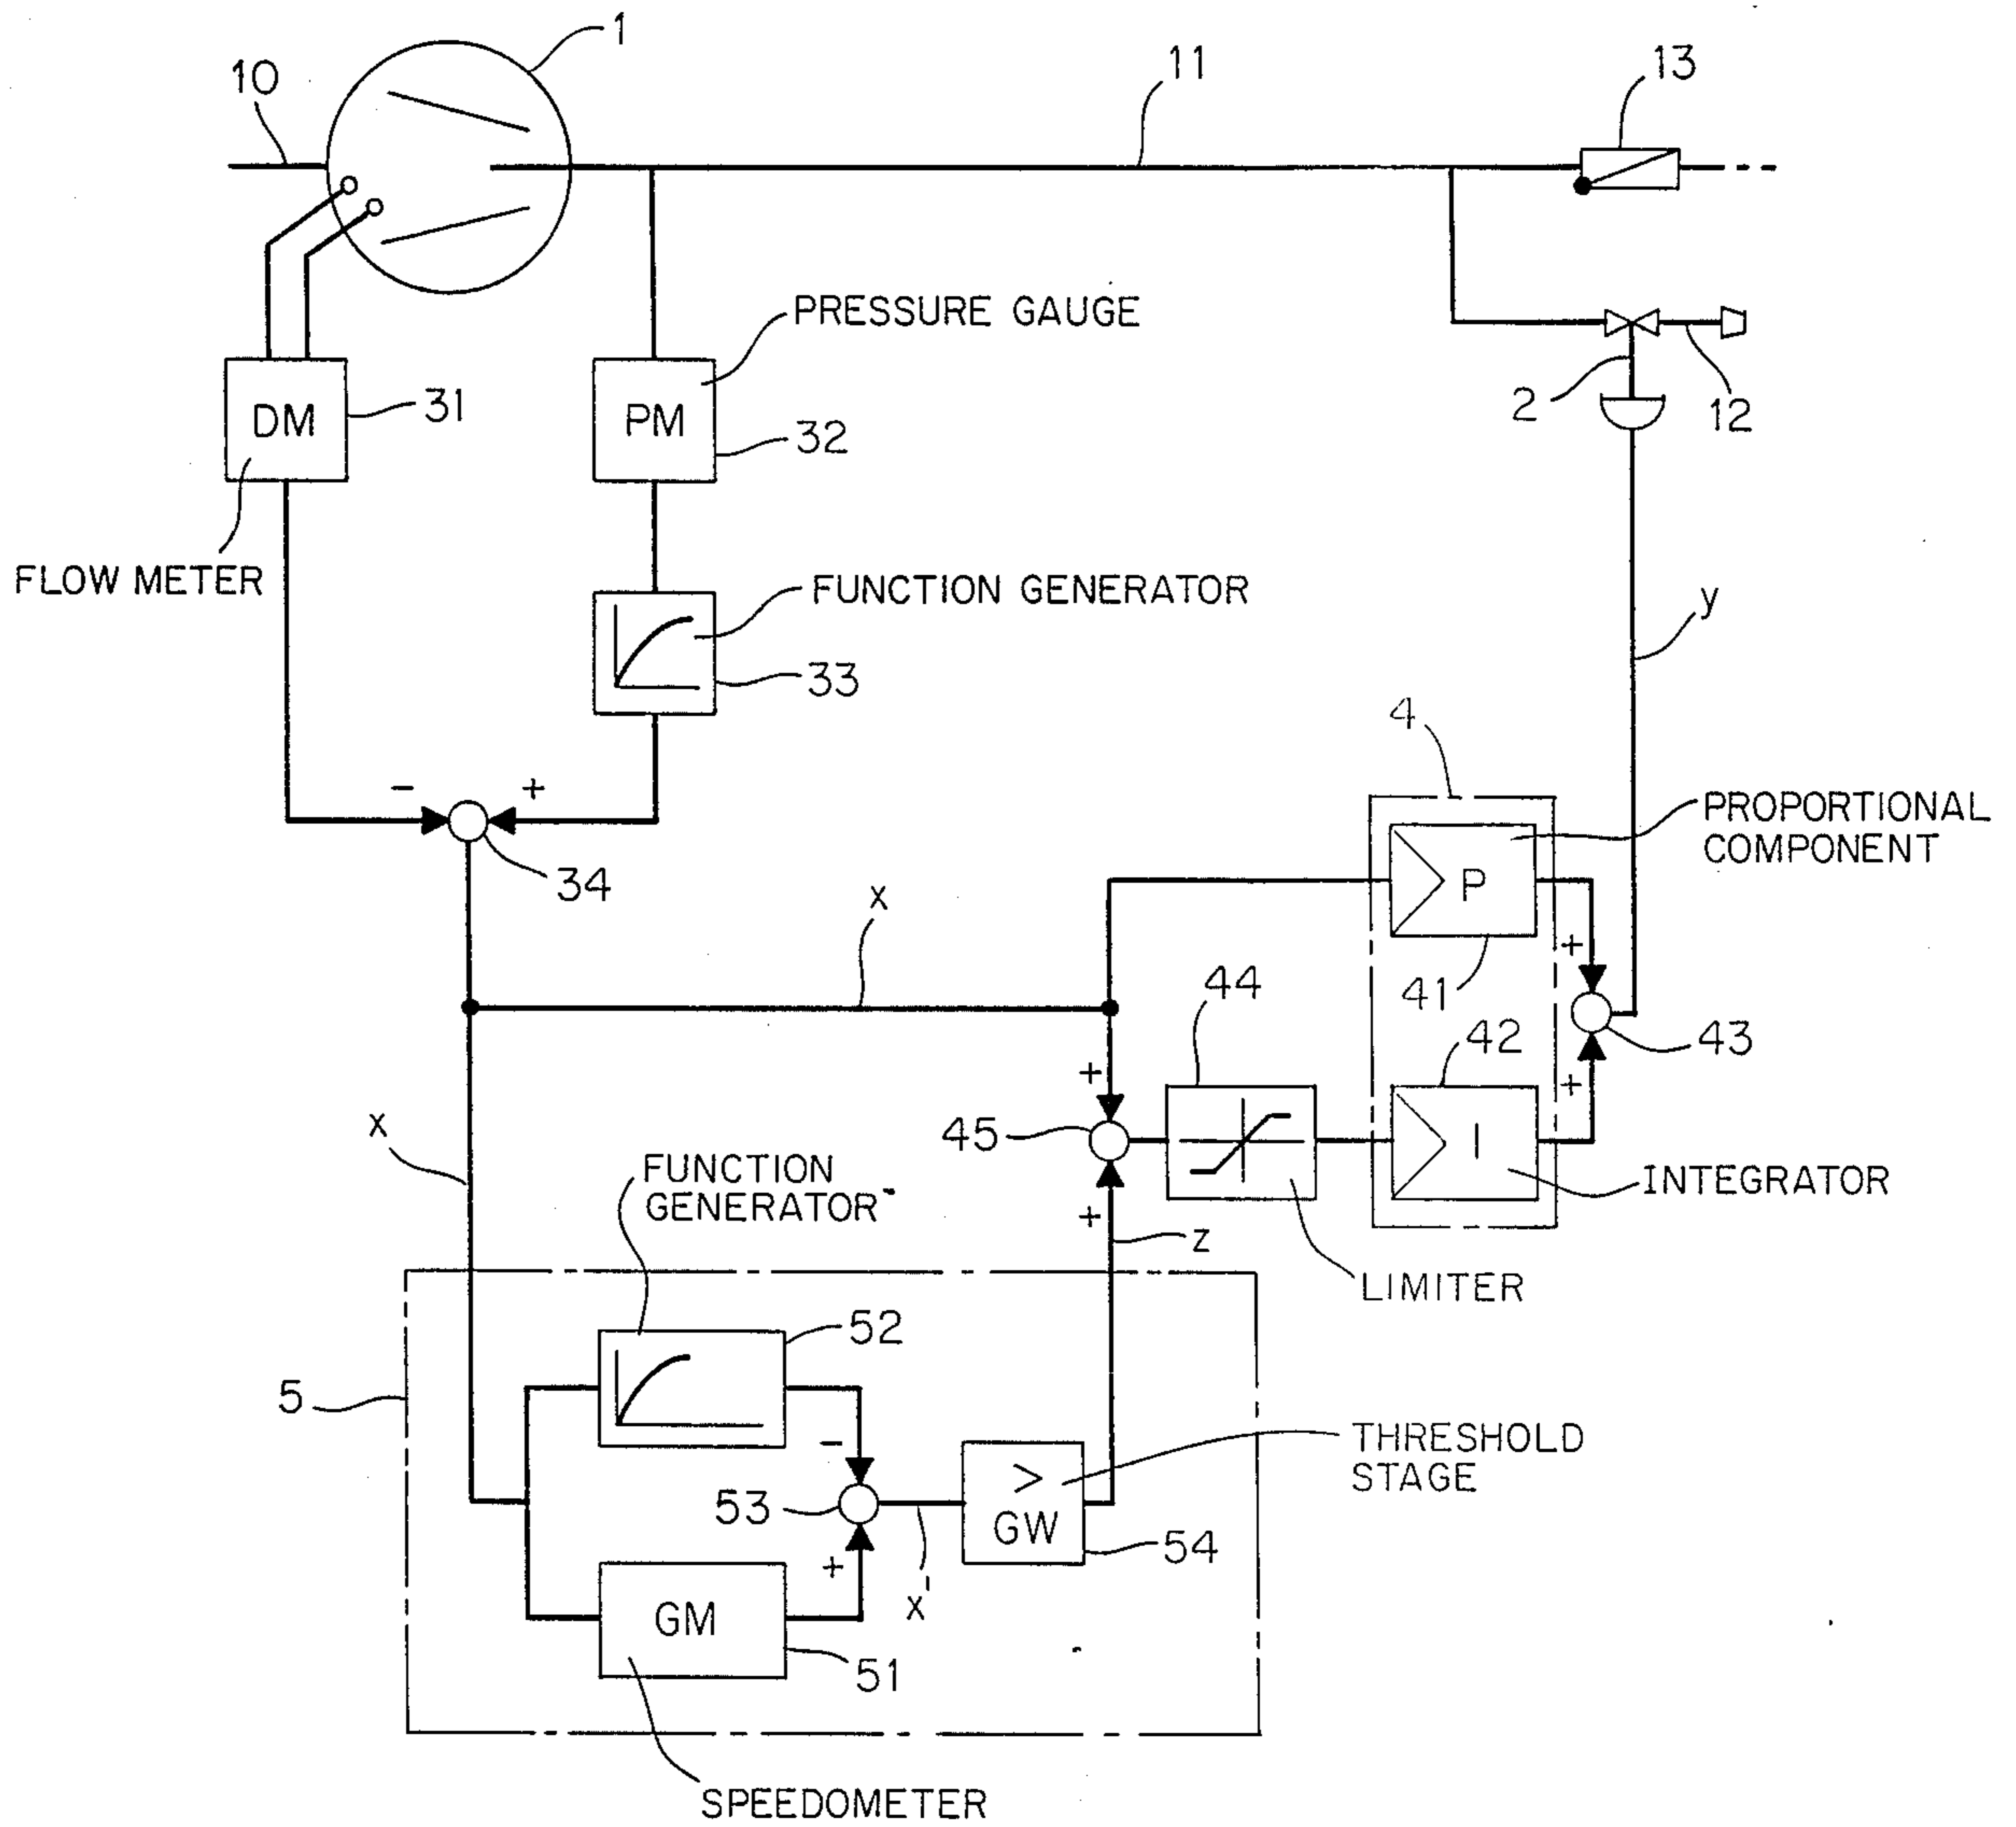 1
10
11
13
PRESSURE GAUGE
DM
31
PM
32
2
12
FLOW METER
FUNCTION GENERATOR
33
y
4
- +
34
PROPORTIONAL
COMPONENT
P
x
+
41
44
42
43
+
+
45
x
I
FUNCTION
GENERATOR
INTEGRATOR
+
z
LIMITER
52
5
THRESHOLD
STAGE
-
>
GW
53
54
+
x'
GM
51
SPEEDOMETER